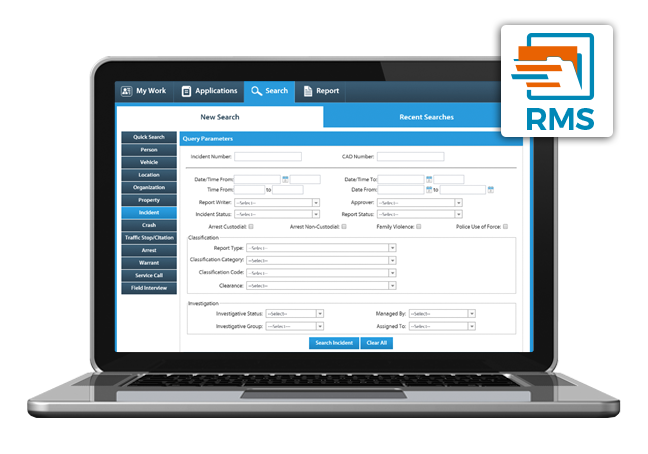 RMS
My Work Applications Search Report
New Search Recent Searches
Quick Search
Person
Vehicle
Location
Organization
Property
Incident
Crash
Traffic Stop/Citation
Arrest
Warrant
Service Call
Field Interview
Query Parameters
Incident Number: CAD Number:
Date/Time From: Date/Time To:
Time From: to Date From: to
Report Writer: --Select-- Approver: --Select--
Incident Status: --Select-- Report Status: --Select--
Arrest Custodial: Arrest Non-Custodial: Family Violence: Police Use of Force:
Classification
Report Type: --Select--
Classification Category: --Select--
Classification Code: --Select--
Clearance: --Select--
Investigation
Investigative Status: --Select-- Managed By: --Select--
Investigative Group: --Select-- Assigned To: --Select--
Search Incident Clear All